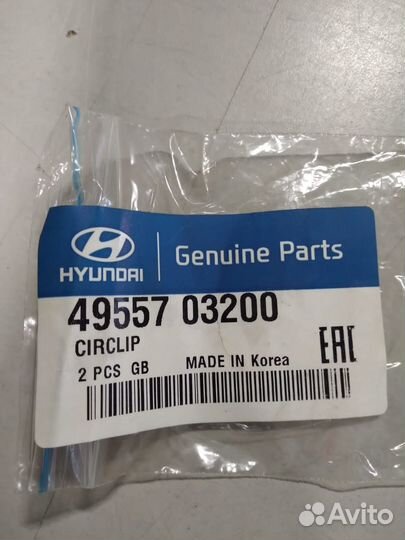 HYUNDAI
Genuine Parts
49557 03200
CIRCLIP
2 PCS GB MADE IN Korea
EAC
Avito